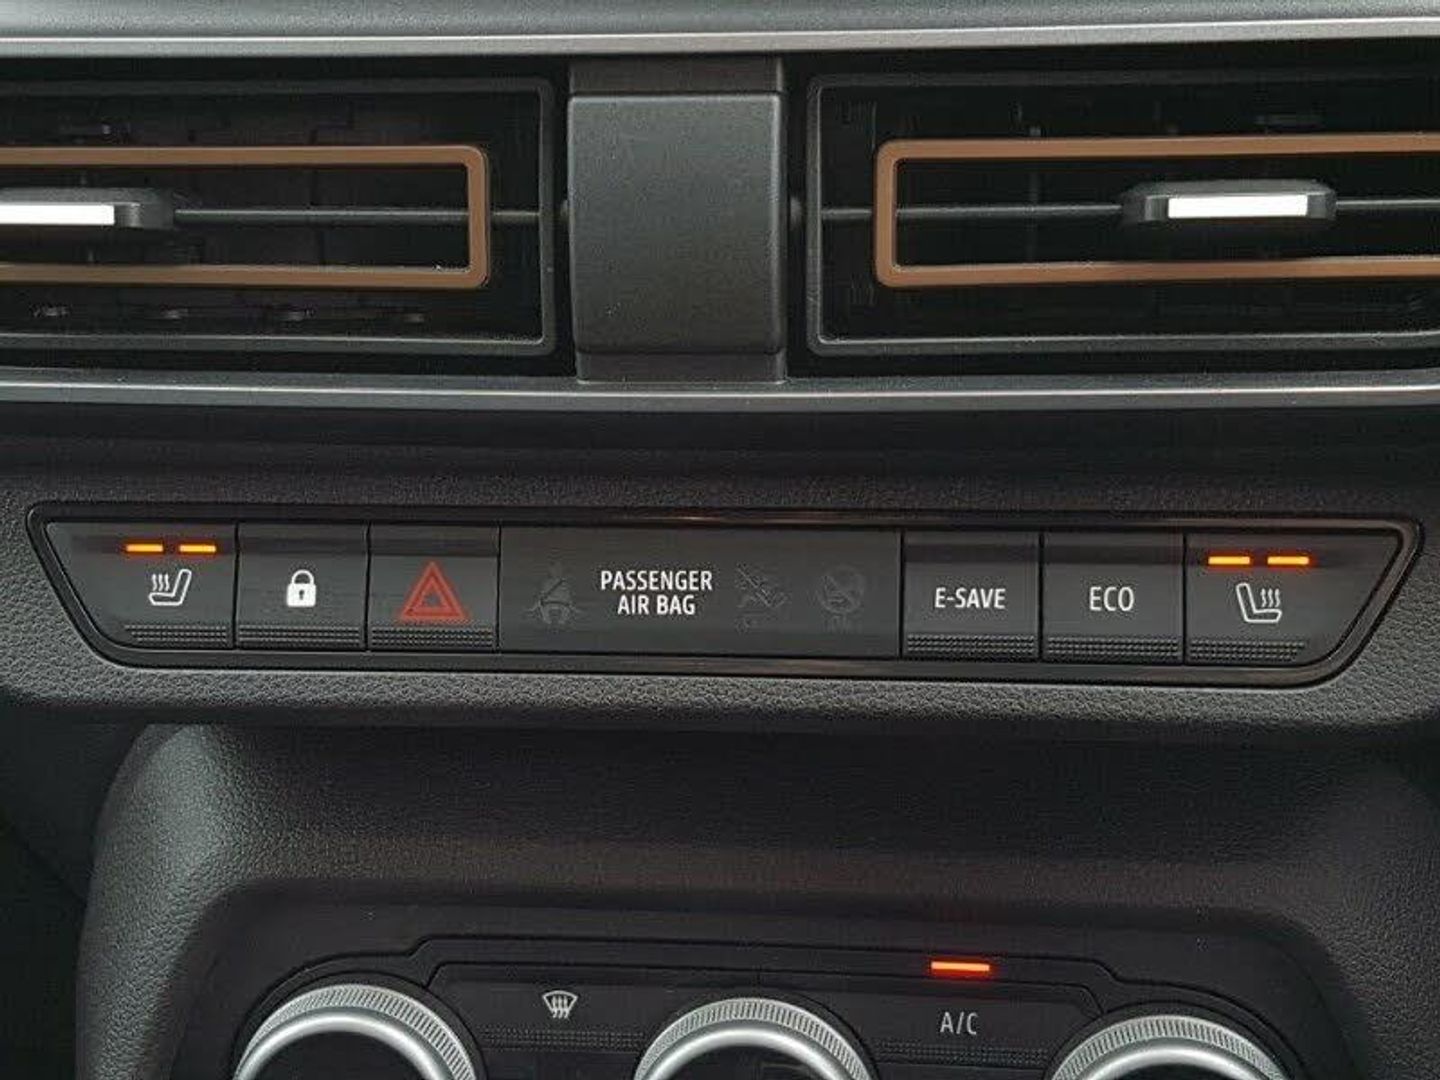 PASSENGER
AIR BAG
E-SAVE
ECO
A/C